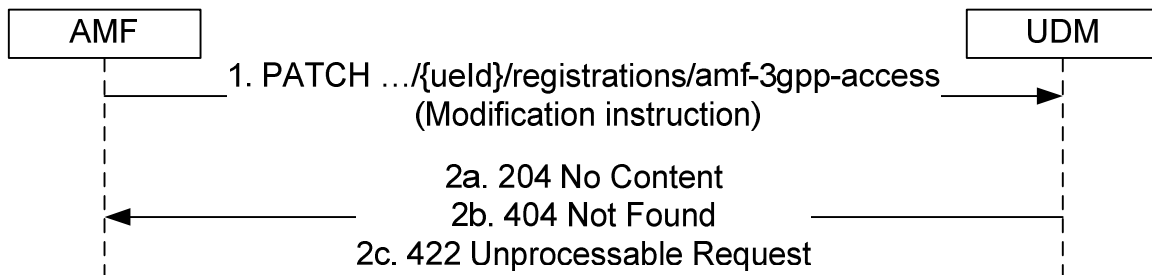 AMF
UDM
1. PATCH …/{ueId}/registrations/amf-3gpp-access
(Modification instruction)
2a. 204 No Content
2b. 404 Not Found
2c. 422 Unprocessable Request